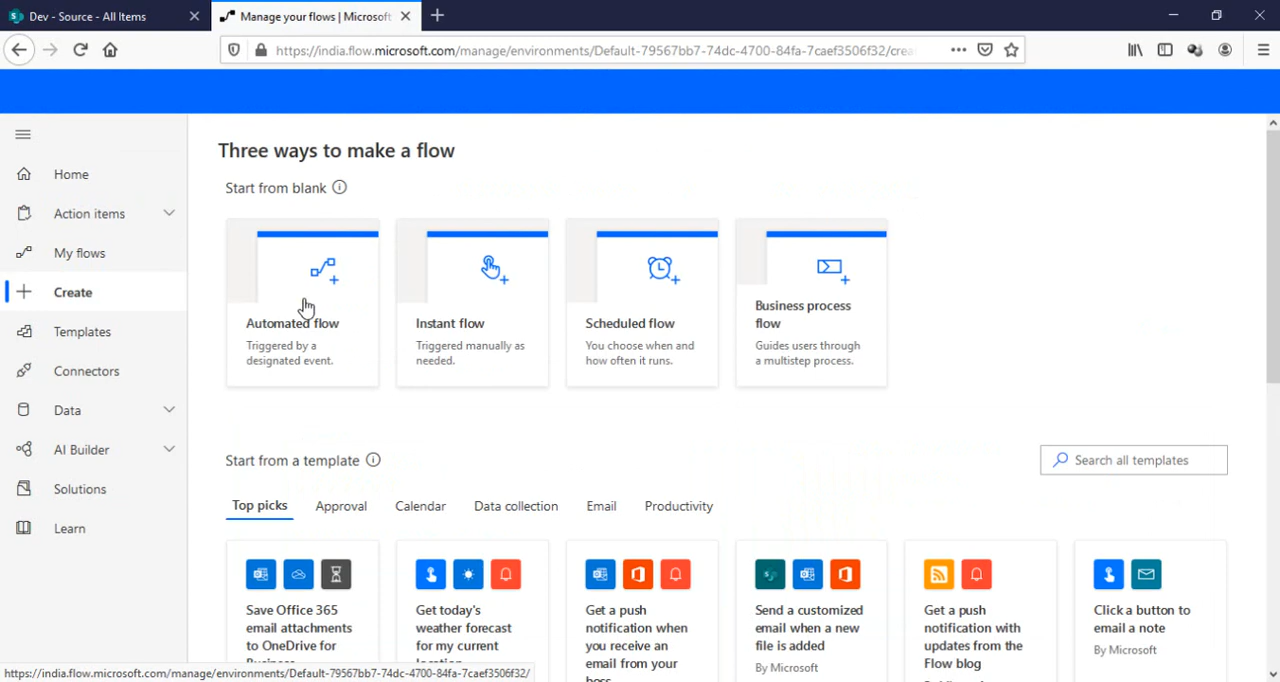 Dev - Source - All Items
Manage your flows | Microsoft
https://india.flow.microsoft.com/manage/environments/Default-79567bb7-74dc-4700-84fa-7caef3506f32/crea
Home
Action items
My flows
Create
Templates
Connectors
Data
AI Builder
Solutions
Learn
Three ways to make a flow
Start from blank
Automated flow
Triggered by a
designated event.
Instant flow
Triggered manually as
needed.
Scheduled flow
You choose when and
how often it runs.
Business process
flow
Guides users through
a multistep process.
Start from a template
Search all templates
Top picks
Approval
Calendar
Data collection
Email
Productivity
Save Office 365
email attachments
to OneDrive for
Business
Get today's
weather forecast
for my current
location
Get a push
notification when
you receive an
email from your
boss
Send a customized
email when a new
file is added
By Microsoft
Get a push
notification with
updates from the
Flow blog
By Microsoft
Click a button to
email a note
By Microsoft
https://india.flow.microsoft.com/manage/environments/Default-79567bb7-74dc-4700-84fa-7caef3506f32/